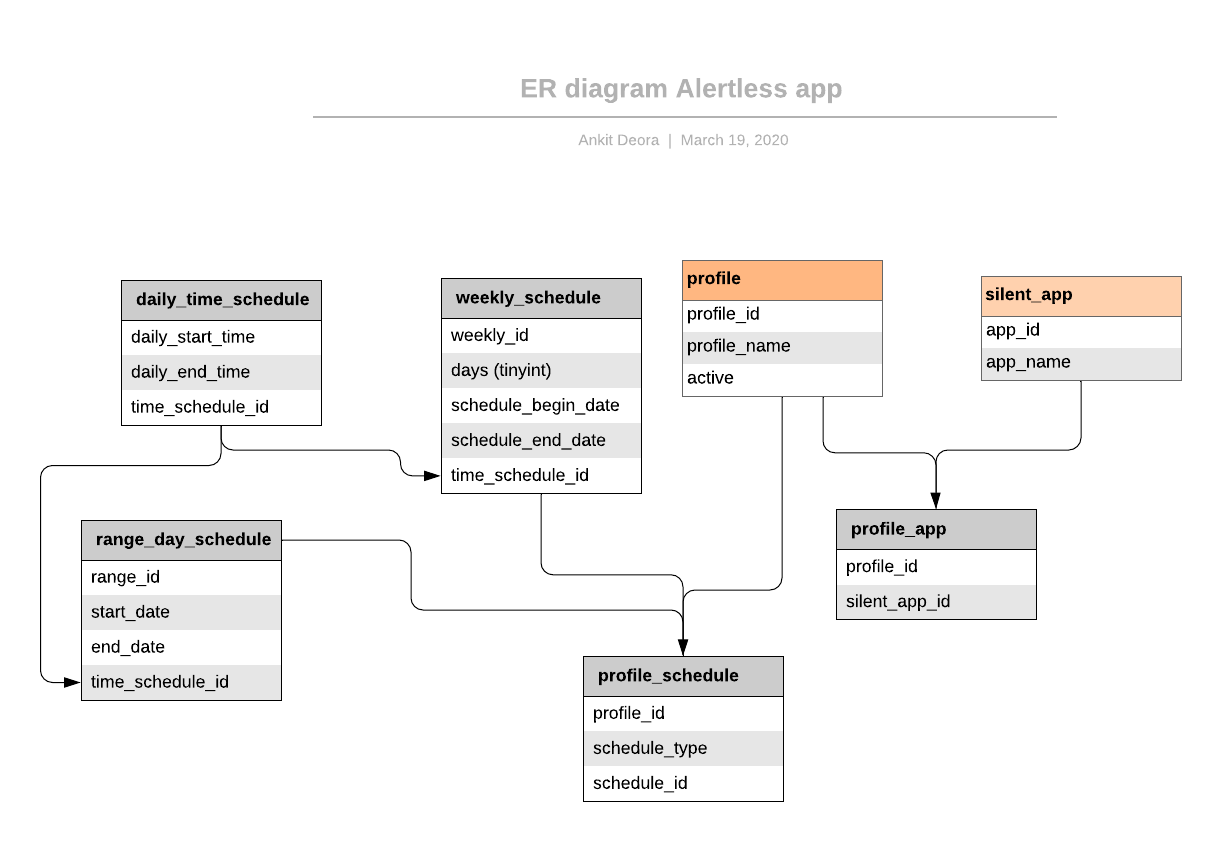 ER diagram Alertless app
Ankit Deora | March 19, 2020
daily_time_schedule
daily_start_time
daily_end_time
time_schedule_id
weekly_schedule
weekly_id
days (tinyint)
schedule_begin_date
schedule_end_date
time_schedule_id
profile
profile_id
profile_name
active
silent_app
app_id
app_name
range_day_schedule
range_id
start_date
end_date
time_schedule_id
profile_app
profile_id
silent_app_id
profile_schedule
profile_id
schedule_type
schedule_id